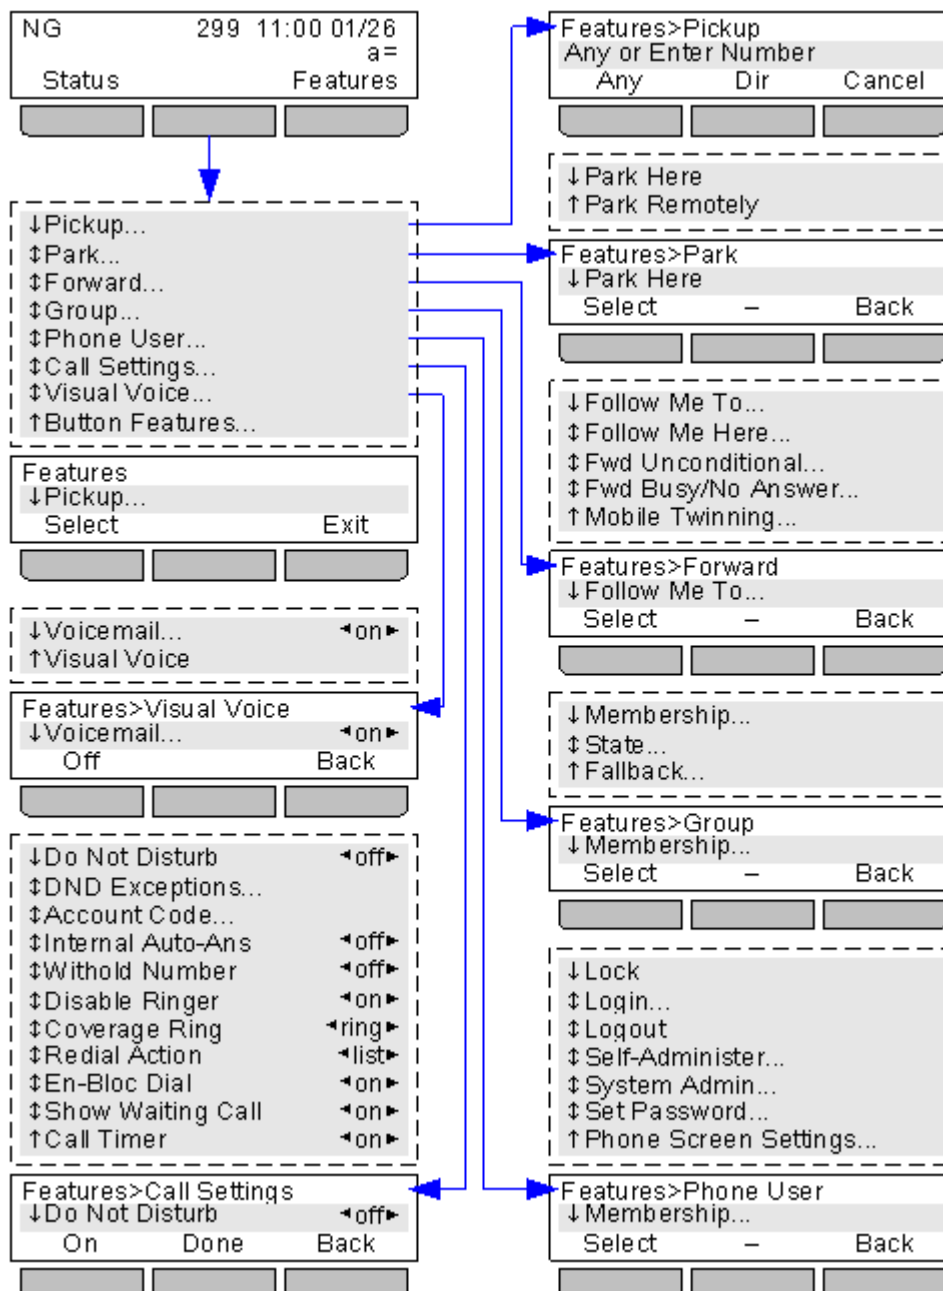 NG 299 11:00 01/26
a=
Status Features
↓Pickup...
↕Park...
↕Forward...
↕Group...
↕Phone User...
↕Call Settings...
↕Visual Voice...
↑Button Features...
Features
↓Pickup...
Select Exit
↓Voicemail... ◄on►
↑Visual Voice
Features>Visual Voice
↓Voicemail... ◄on►
Off Back
↓Do Not Disturb ◄off►
↕DND Exceptions...
↕Account Code...
↕Internal Auto-Ans ◄off►
↕Withold Number ◄off►
↕Disable Ringer ◄on►
↕Coverage Ring ◄ring►
↕Redial Action ◄list►
↕En-Bloc Dial ◄on►
↕Show Waiting Call ◄on►
↑Call Timer ◄on►
Features>Call Settings
↓Do Not Disturb ◄off►
On Done Back
Features>Pickup
Any or Enter Number
Any Dir Cancel
↓Park Here
↑Park Remotely
Features>Park
↓Park Here
Select – Back
↓Follow Me To...
↕Follow Me Here...
↕Fwd Unconditional...
↕Fwd Busy/No Answer...
↑Mobile Twinning...
Features>Forward
↓Follow Me To...
Select – Back
↓Membership...
↕State...
↑Fallback...
Features>Group
↓Membership...
Select – Back
↓Lock
↕Login...
↕Logout
↕Self-Administer...
↕System Admin...
↕Set Password...
↑Phone Screen Settings...
Features>Phone User
↓Membership...
Select – Back